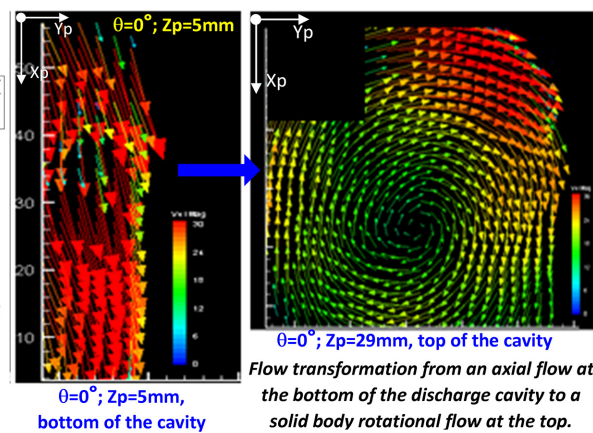 Yp
θ=0°; Zp=5mm
Xp
40
30
20
10
Vel Mag
30
24
18
12
6
0
θ=0°; Zp=5mm,
bottom of the cavity
Yp
Xp
θ=0°; Zp=29mm, top of the cavity
Flow transformation from an axial flow at
the bottom of the discharge cavity to a
solid body rotational flow at the top.